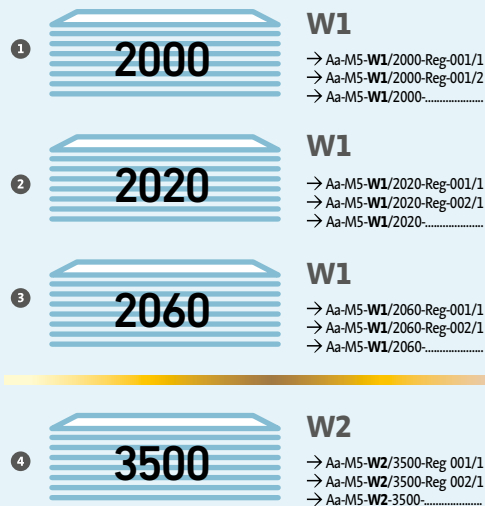 W1
1
2000
→ Aa-M5-W1/2000-Reg-001/1
→ Aa-M5-W1/2000-Reg-001/2
→ Aa-M5-W1/2000-...................
W1
2
2020
→ Aa-M5-W1/2020-Reg-001/1
→ Aa-M5-W1/2020-Reg-002/1
→ Aa-M5-W1/2020-...................
W1
3
2060
→ Aa-M5-W1/2060-Reg-001/1
→ Aa-M5-W1/2060-Reg-002/1
→ Aa-M5-W1/2060-...................
W2
4
3500
→ Aa-M5-W2/3500-Reg 001/1
→ Aa-M5-W2/3500-Reg 002/1
→ Aa-M5-W2-3500-...................